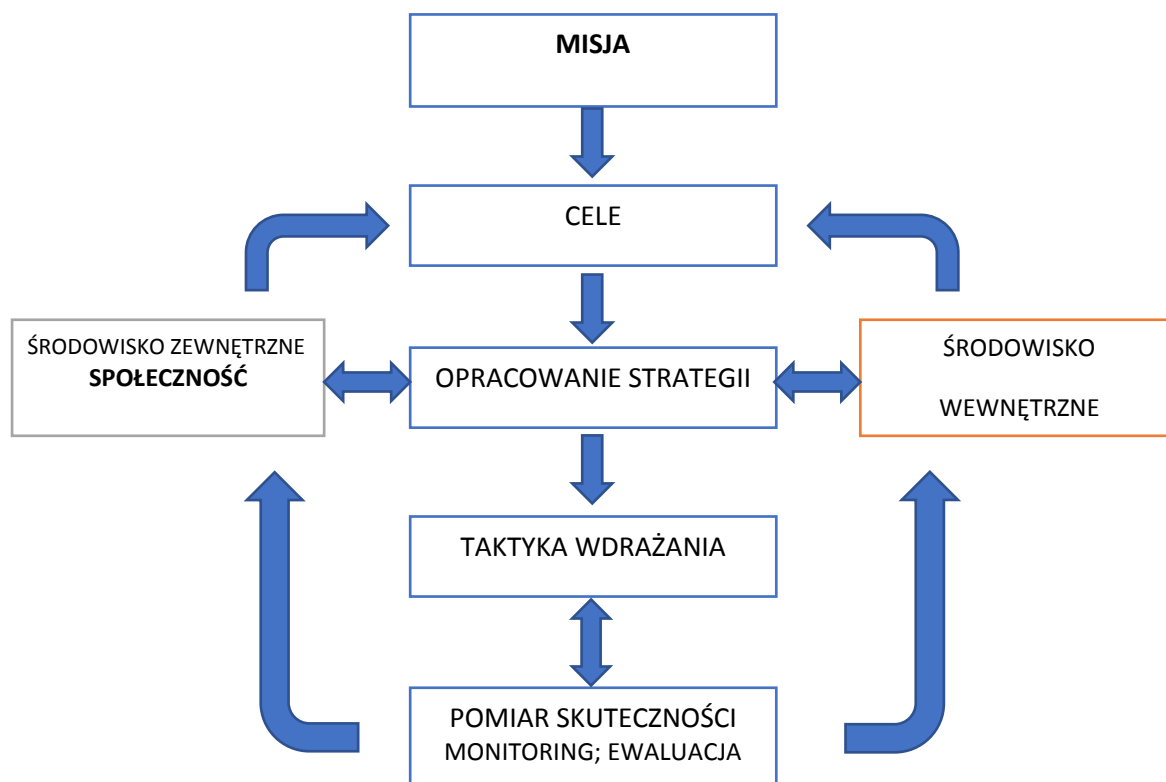 MISJA
CELE
ŚRODOWISKO ZEWNĘTRZNE
SPOŁECZNOŚĆ
OPRACOWANIE STRATEGII
ŚRODOWISKO
WEWNĘTRZNE
TAKTYKA WDRAŻANIA
POMIAR SKUTECZNOŚCI
MONITORING; EWALUACJA